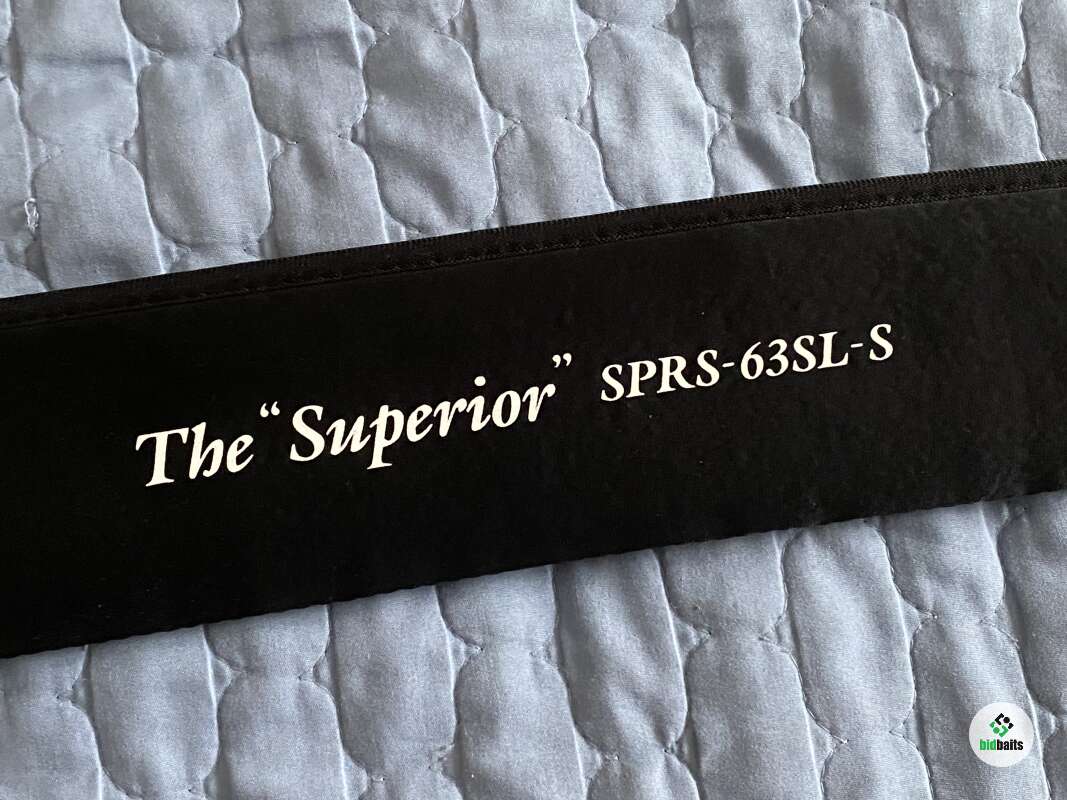 The “Superior” SPRS-63SL-S
bidbaits